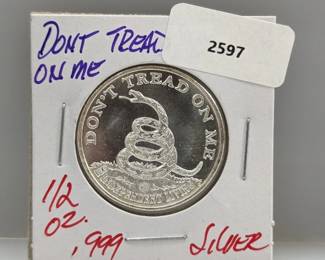 DONT TREAD
2597
ON ME
DON'T TREAD ON ME
1/2
OZ.
.999
SILVER